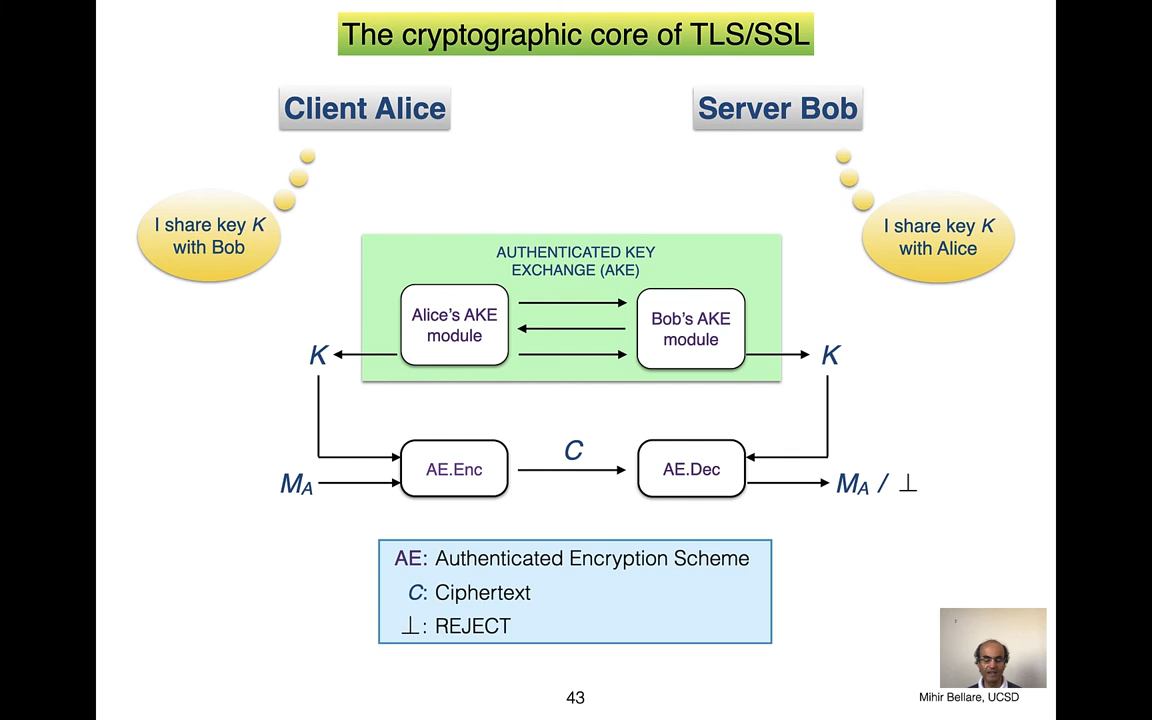 The cryptographic core of TLS/SSL
Client Alice
Server Bob
I share key K
with Bob
I share key K
with Alice
AUTHENTICATED KEY
EXCHANGE (AKE)
Alice’s AKE
module
Bob’s AKE
module
K
K
AE.Enc
C
AE.Dec
MA
MA / ⊥
AE: Authenticated Encryption Scheme
C: Ciphertext
⊥: REJECT
43
Mihir Bellare, UCSD